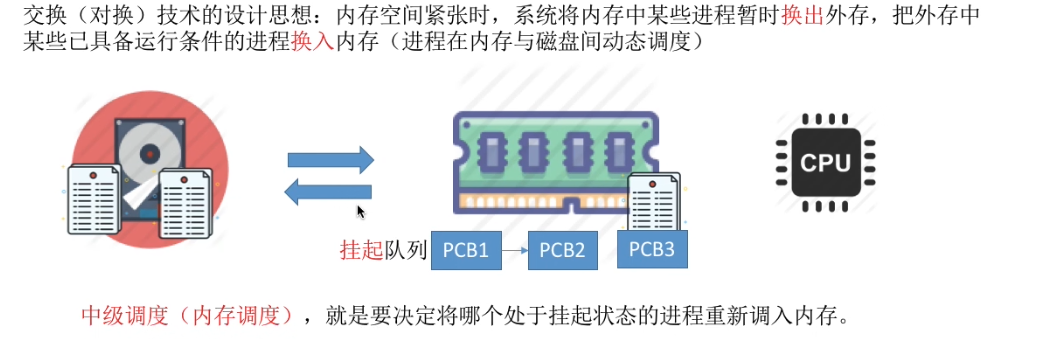 交换（对换）技术的设计思想：内存空间紧张时，系统将内存中某些进程暂时换出外存，把外存中
某些已具备运行条件的进程换入内存（进程在内存与磁盘间动态调度）
CPU
挂起队列 PCB1 PCB2 PCB3
中级调度（内存调度），就是要决定将哪个处于挂起状态的进程重新调入内存。